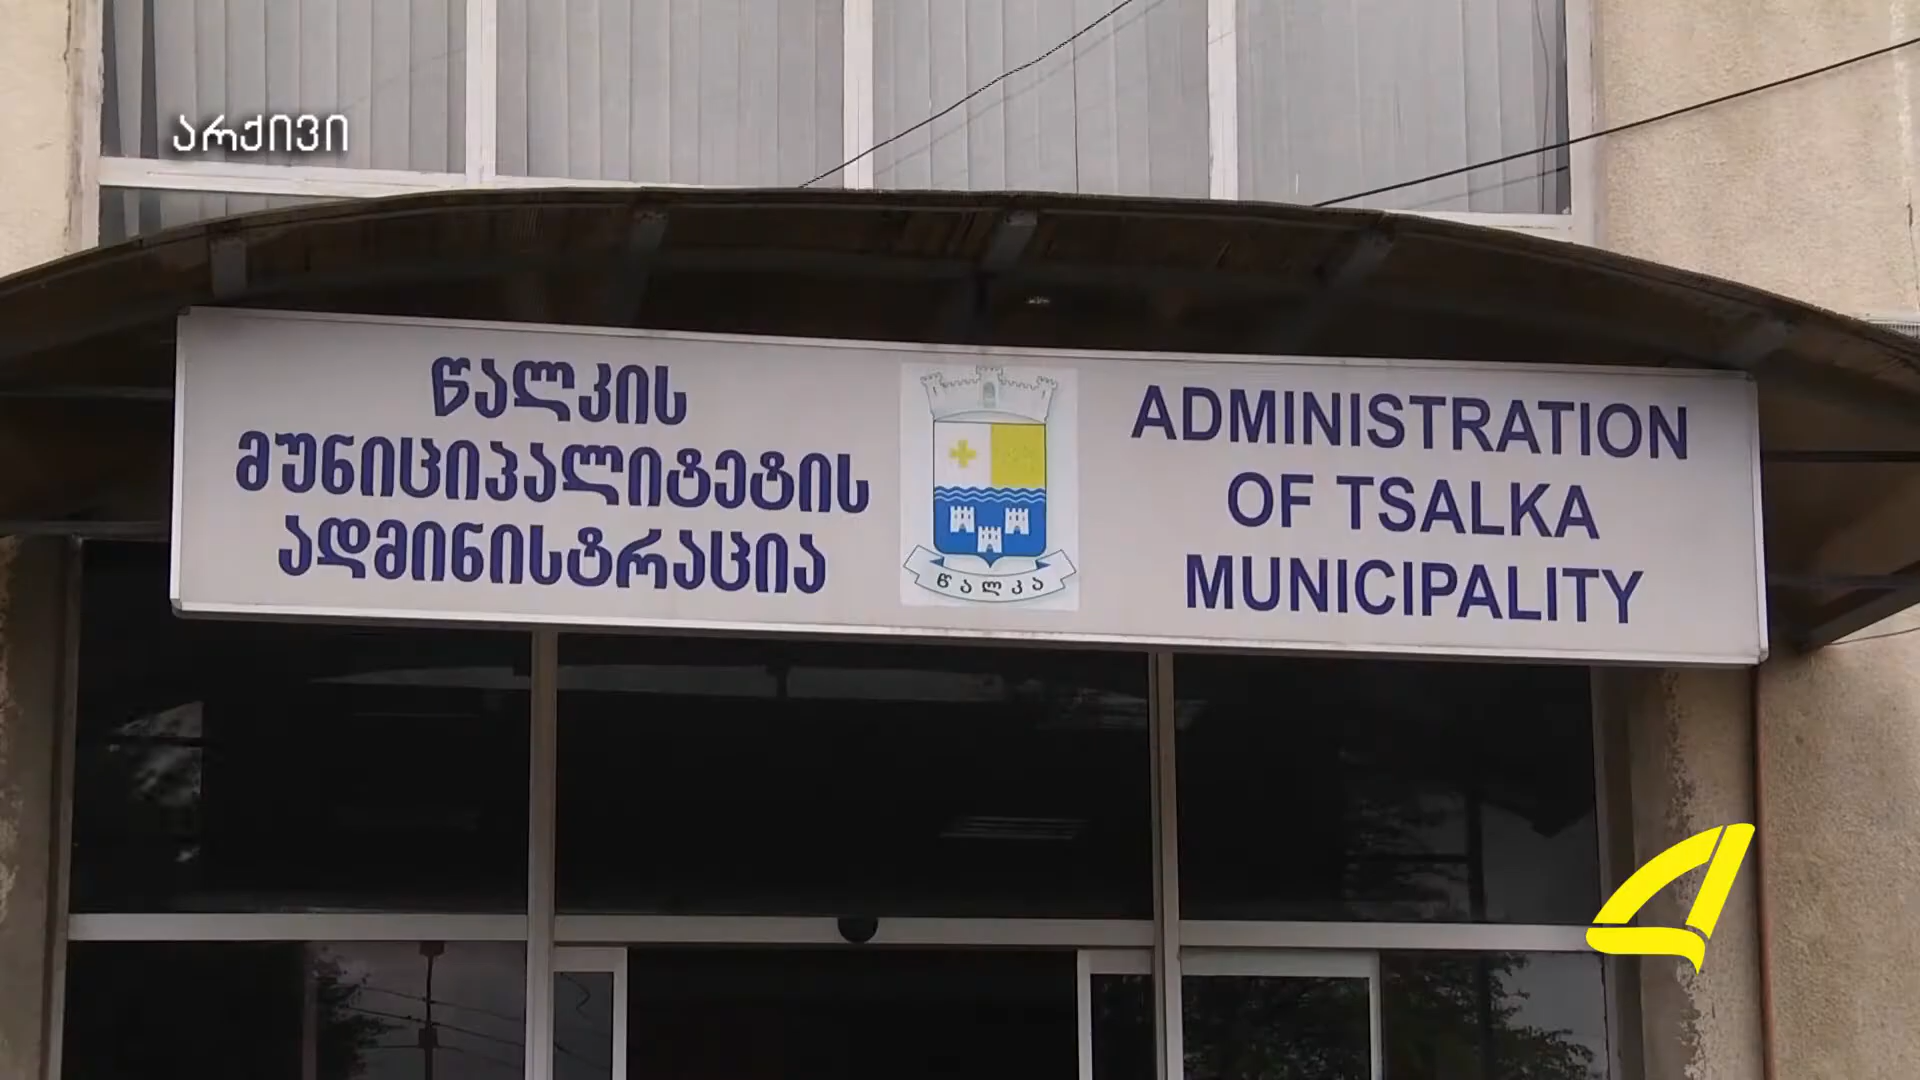 არქივი
წალკის
მუნიციპალიტეტის
ადმინისტრაცია
წალკა
ADMINISTRATION
OF TSALKA
MUNICIPALITY